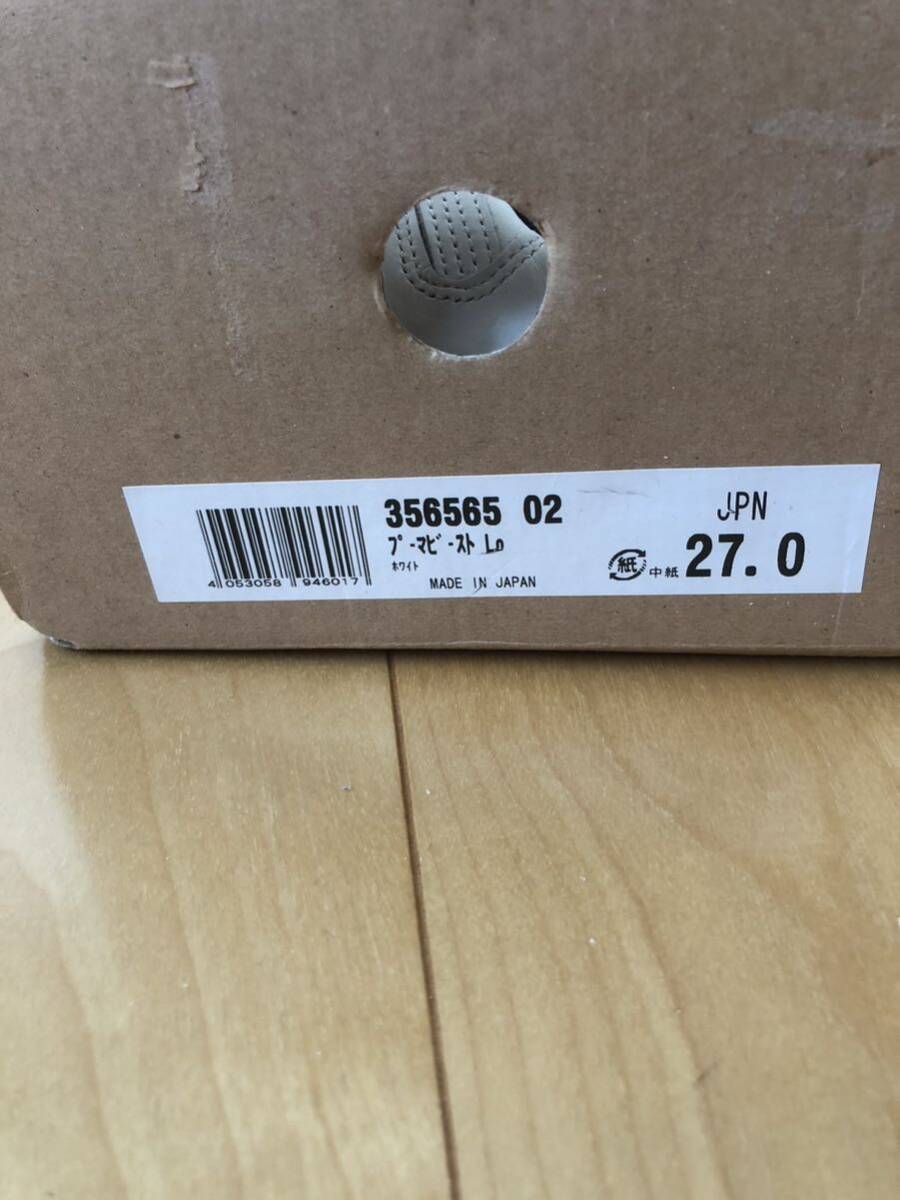 356565 02
プーマビースト Lo
ホワイト
MADE IN JAPAN
4 053058 946017
紙
中紙
JPN
27.0